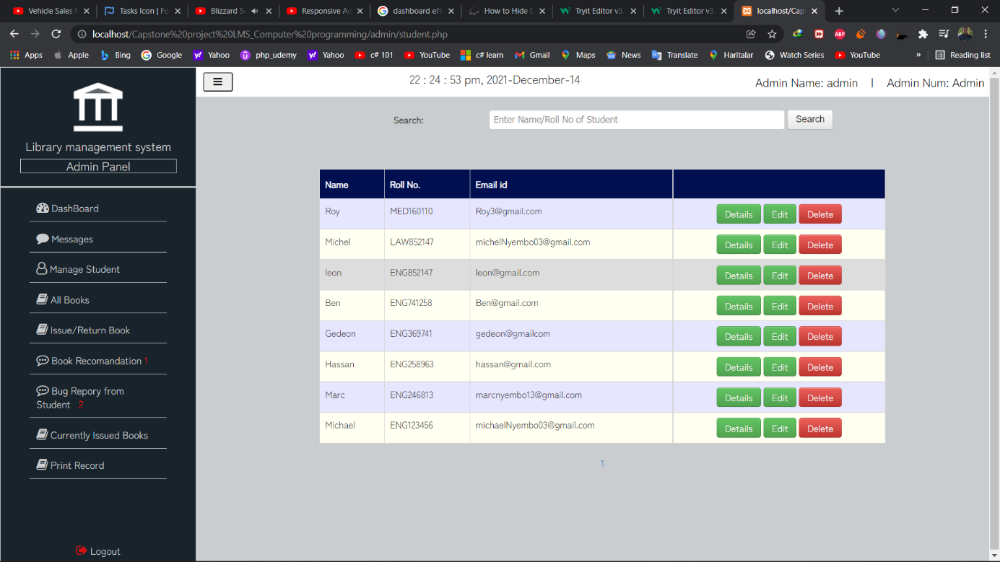 Vehicle Sales M
Tasks Icon | Fo
Blizzard So
Responsive Ad
dashboard effe
How to Hide D
Tryit Editor v3.
Tryit Editor v3.
localhost/Caps
localhost/Capstone%20project%20LMS_Computer%20programming/admin/student.php
Apps
Apple
Bing
Google
Yahoo
php_udemy
Yahoo
c# 101
YouTube
c# learn
Gmail
Maps
News
Translate
Haritalar
Watch Series
YouTube
»
Reading list
Library management system
Admin Panel
DashBoard
Messages
Manage Student
All Books
Issue/Return Book
Book Recomandation 1
Bug Repory from
Student 2
Currently Issued Books
Print Record
Logout
22 : 24 : 53 pm, 2021-December-14
Admin Name: admin | Admin Num: Admin
Search: Enter Name/Roll No of Student Search
Name Roll No. Email id
Roy MED160110 Roy3@gmail.com Details Edit Delete
Michel LAW852147 michelNyembo03@gmail.com Details Edit Delete
leon ENG852147 leon@gmail.com Details Edit Delete
Ben ENG741258 Ben@gmail.com Details Edit Delete
Gedeon ENG369741 gedeon@gmailcom Details Edit Delete
Hassan ENG258963 hassan@gmail.com Details Edit Delete
Marc ENG246813 marcnyembo13@gmail.com Details Edit Delete
Michael ENG123456 michaelNyembo03@gmail.com Details Edit Delete
1